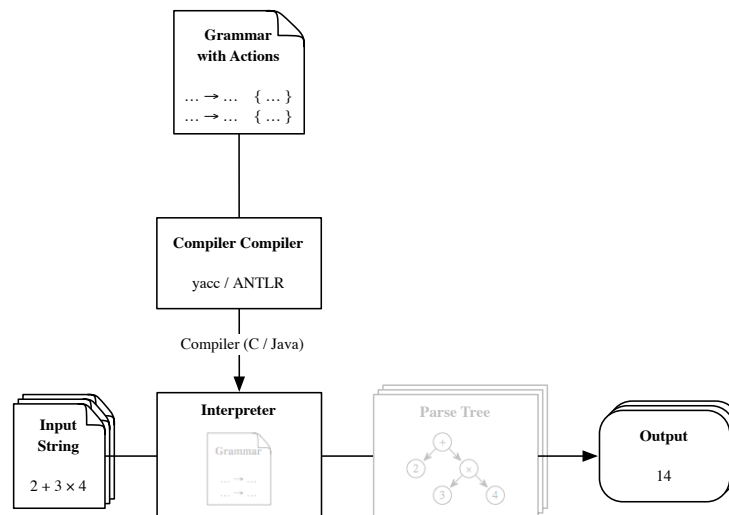 Grammar
with Actions
… → … { … }
… → … { … }
Compiler Compiler
yacc / ANTLR
Compiler (C / Java)
Input
String
2 + 3 × 4
Interpreter
Grammar
… → …
… → …
Parse Tree
+
2
×
3
4
Output
14